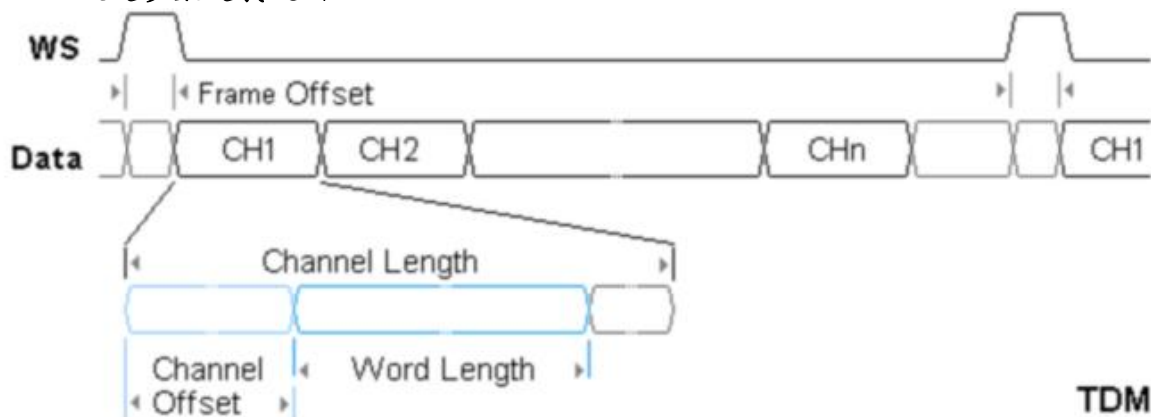 WS
Frame Offset
Data CH1 CH2 CHn CH1
Channel Length
Channel Word Length
Offset
TDM